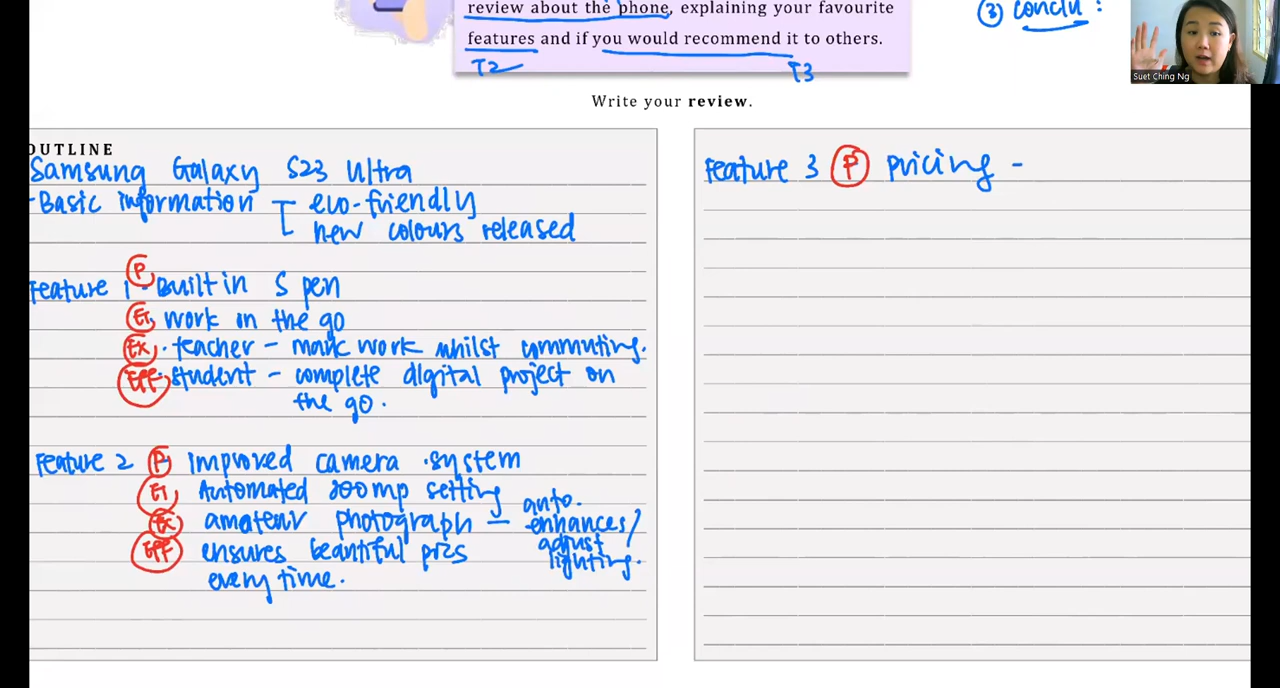 review about the phone, explaining your favourite
features and if you would recommend it to others.
T2
T3
③ conclu :
Suet Ching Ng
Write your review.
OUTLINE
Samsung Galaxy S23 Ultra
-Basic information
eco-friendly
new colours released
Feature 1 P · Built in S pen
E1 work on the go
Ex · teacher - mark work whilst commuting.
Eff · student - complete digital project on
the go.
Feature 2 P improved camera system
E1 Automated 200mp setting
Ex amateur photograph - auto.
enhances/
adjust
lighting.
Eff ensures beautiful pics
every time.
Feature 3 P pricing -